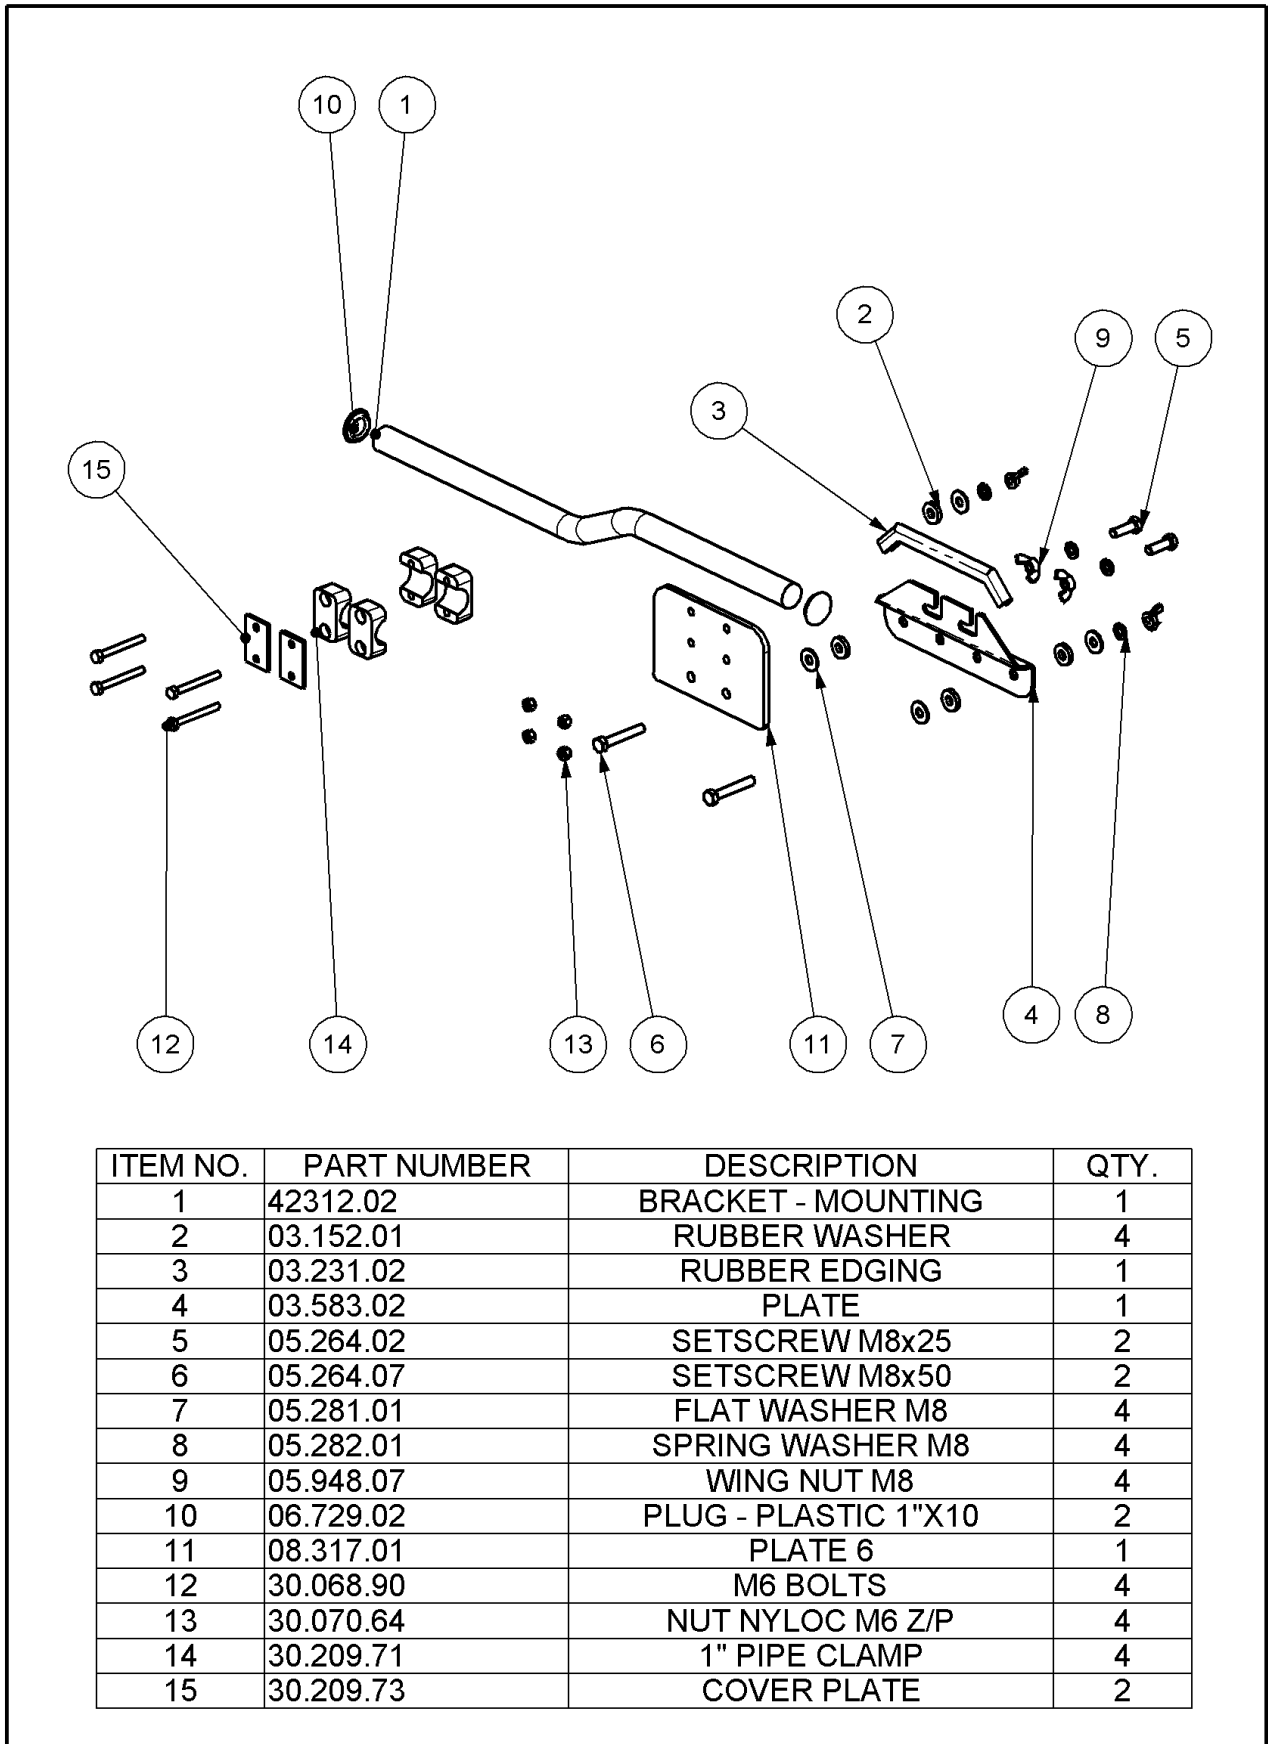 10 1
2
9 5
3
15
4 8
12 14 13 6 11 7
ITEM NO. PART NUMBER DESCRIPTION QTY.
1 42312.02 BRACKET - MOUNTING 1
2 03.152.01 RUBBER WASHER 4
3 03.231.02 RUBBER EDGING 1
4 03.583.02 PLATE 1
5 05.264.02 SETSCREW M8x25 2
6 05.264.07 SETSCREW M8x50 2
7 05.281.01 FLAT WASHER M8 4
8 05.282.01 SPRING WASHER M8 4
9 05.948.07 WING NUT M8 4
10 06.729.02 PLUG - PLASTIC 1"X10 2
11 08.317.01 PLATE 6 1
12 30.068.90 M6 BOLTS 4
13 30.070.64 NUT NYLOC M6 Z/P 4
14 30.209.71 1" PIPE CLAMP 4
15 30.209.73 COVER PLATE 2